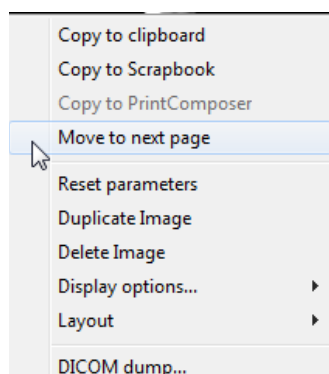 Copy to clipboard
Copy to Scrapbook
Copy to PrintComposer
Move to next page
Reset parameters
Duplicate Image
Delete Image
Display options...
Layout
DICOM dump...